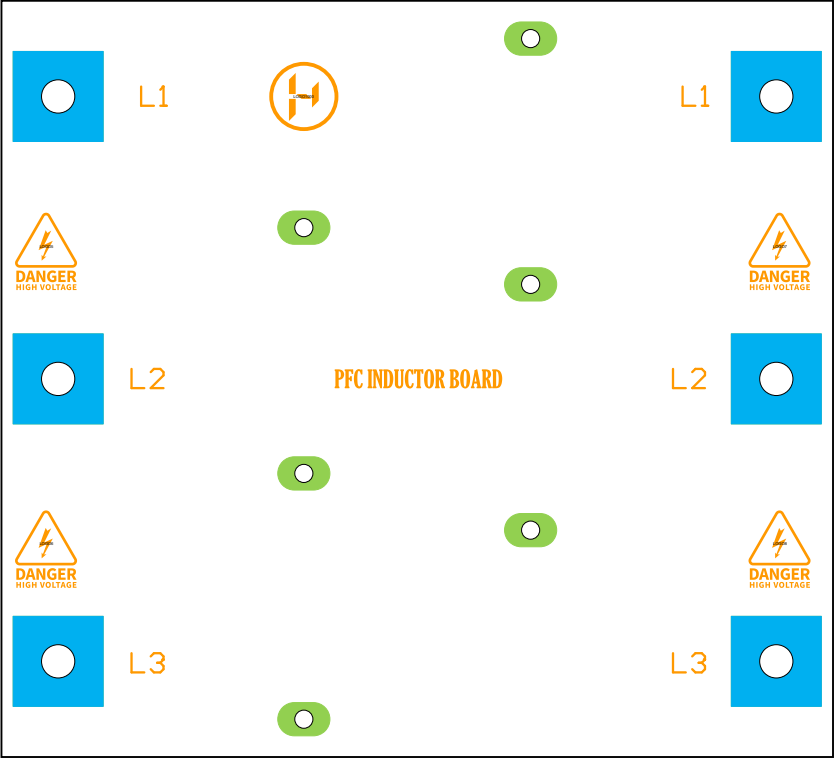 L1
H
L1
DANGER
HIGH VOLTAGE
DANGER
HIGH VOLTAGE
L2
PFC INDUCTOR BOARD
L2
DANGER
HIGH VOLTAGE
DANGER
HIGH VOLTAGE
L3
L3